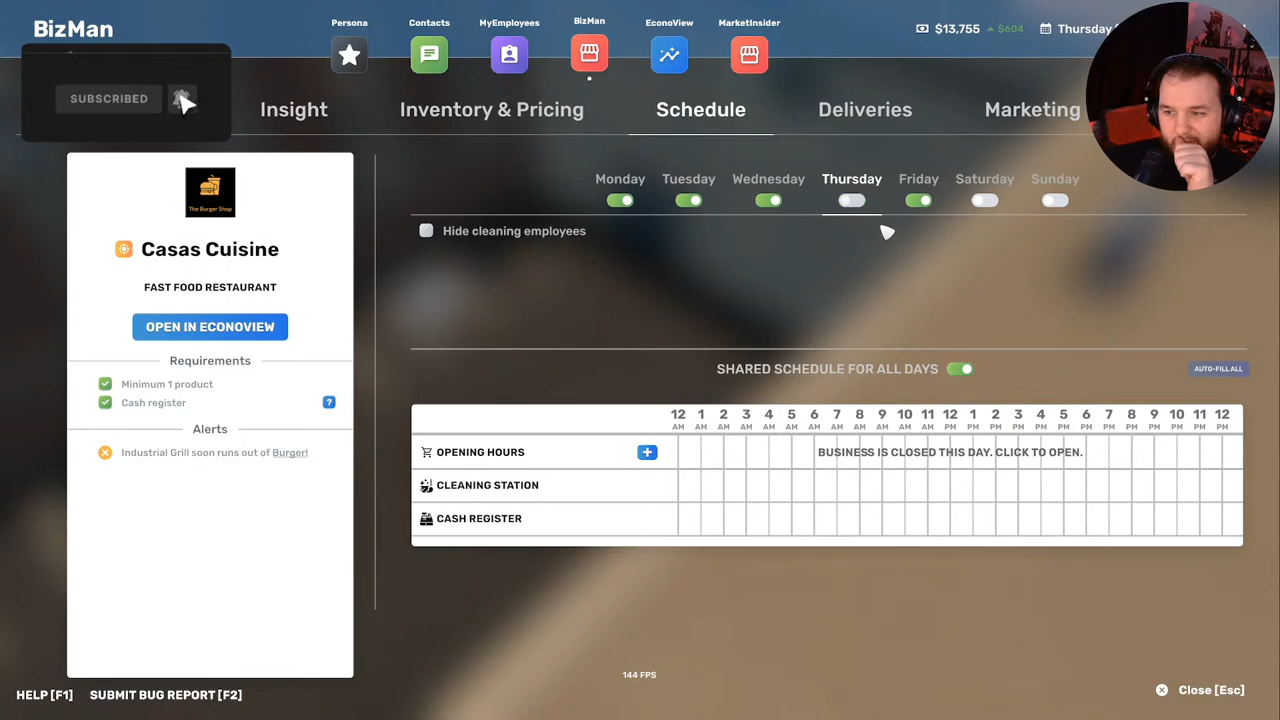 BizMan
Persona
Contacts
MyEmployees
BizMan
EconoView
MarketInsider
$13,755
$604
Thursday
SUBSCRIBED
Insight
Inventory & Pricing
Schedule
Deliveries
Marketing
The Burger Shop
Casas Cuisine
FAST FOOD RESTAURANT
OPEN IN ECONOVIEW
Requirements
Minimum 1 product
Cash register
?
Alerts
Industrial Grill soon runs out of Burger!
Monday
Tuesday
Wednesday
Thursday
Friday
Saturday
Sunday
Hide cleaning employees
SHARED SCHEDULE FOR ALL DAYS
AUTO-FILL ALL
12 1 2 3 4 5 6 7 8 9 10 11 12 1 2 3 4 5 6 7 8 9 10 11 12
AM AM AM AM AM AM AM AM AM AM AM AM PM PM PM PM PM PM PM PM PM PM PM PM PM
OPENING HOURS
BUSINESS IS CLOSED THIS DAY. CLICK TO OPEN.
CLEANING STATION
CASH REGISTER
144 FPS
HELP [F1]
SUBMIT BUG REPORT [F2]
Close [Esc]